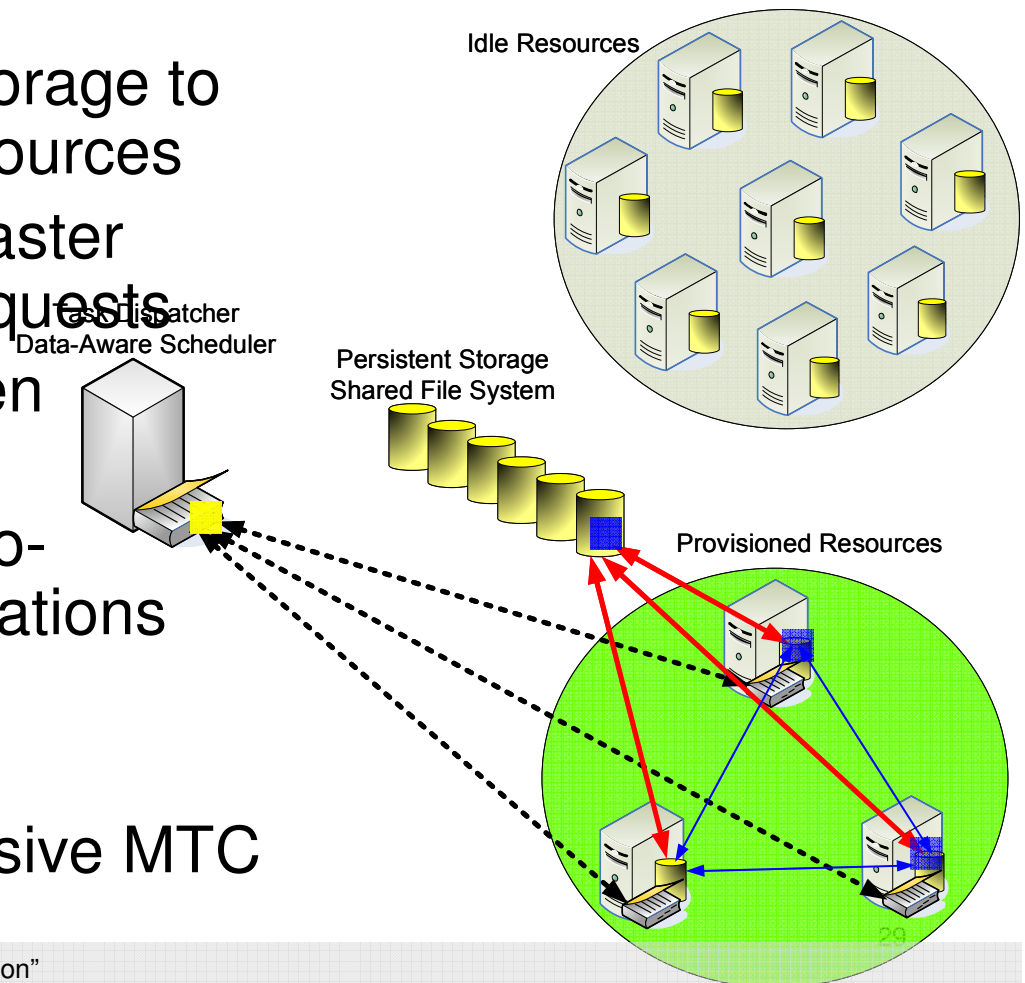 orage to
ources
aster
quests
en
o-
ations
sive MTC
Idle Resources
Task Dispatcher
Data-Aware Scheduler
Persistent Storage
Shared File System
Provisioned Resources
29
on”